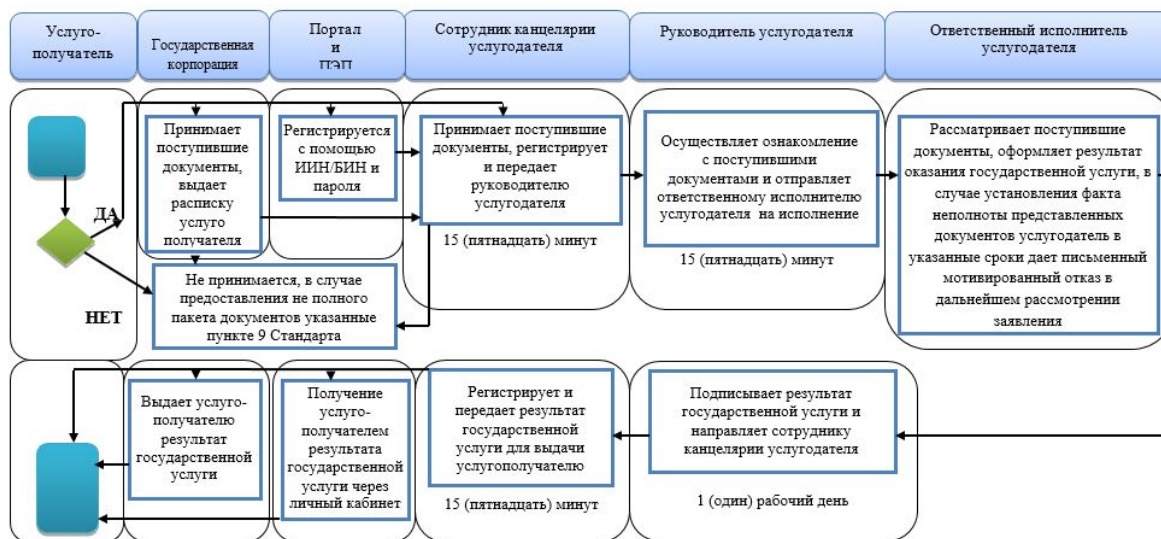 Услуго-
получатель
Государственная
корпорация
Портал
и
ПЭП
Сотрудник канцелярии
услугодателя
Руководитель услугодателя
Ответственный исполнитель
услугодателя
ДА
НЕТ
Принимает
поступившие
документы,
выдает
расписку
услуго
получателя
Регистрируется
с помощью
ИИН/БИН и
пароля
Принимает поступившие
документы, регистрирует
и передает
руководителю
услугодателя
15 (пятнадцать) минут
Не принимается, в случае
предоставления не полного
пакета документов указанные
пункте 9 Стандарта
Осуществляет ознакомление
с поступившими
документами и отправляет
ответственному исполнителю
услугодателя на исполнение
15 (пятнадцать) минут
Рассматривает поступившие
документы, оформляет результат
оказания государственной услуги, в
случае установления факта
неполноты представленных
документов услугодатель в
указанные сроки дает письменный
мотивированный отказ в
дальнейшем рассмотрении
заявления
Выдает услуго-
получателю
результат
государственной
услуги
Получение
услуго-
получателем
результата
государственной
услуги через
личный кабинет
Регистрирует и
передает результат
государственной
услуги для выдачи
услугополучателю
15 (пятнадцать) минут
Подписывает результат
государственной услуги и
направляет сотруднику
канцелярии услугодателя
1 (один) рабочий день